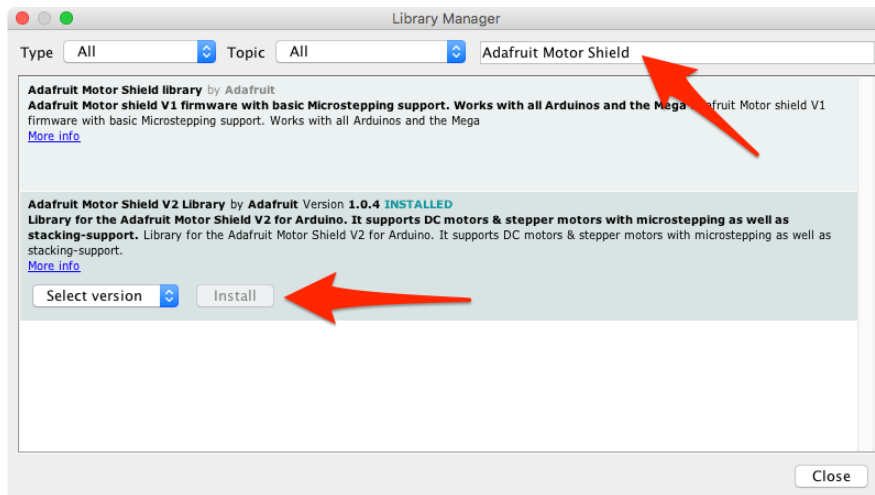 Library Manager
Type All Topic All Adafruit Motor Shield
Adafruit Motor Shield library by Adafruit
Adafruit Motor shield V1 firmware with basic Microstepping support. Works with all Arduinos and the Mega fruit Motor shield V1
firmware with basic Microstepping support. Works with all Arduinos and the Mega
More info
Adafruit Motor Shield V2 Library by Adafruit Version 1.0.4 INSTALLED
Library for the Adafruit Motor Shield V2 for Arduino. It supports DC motors & stepper motors with microstepping as well as
stacking-support. Library for the Adafruit Motor Shield V2 for Arduino. It supports DC motors & stepper motors with microstepping as well as
stacking-support.
More info
Select version Install
Close